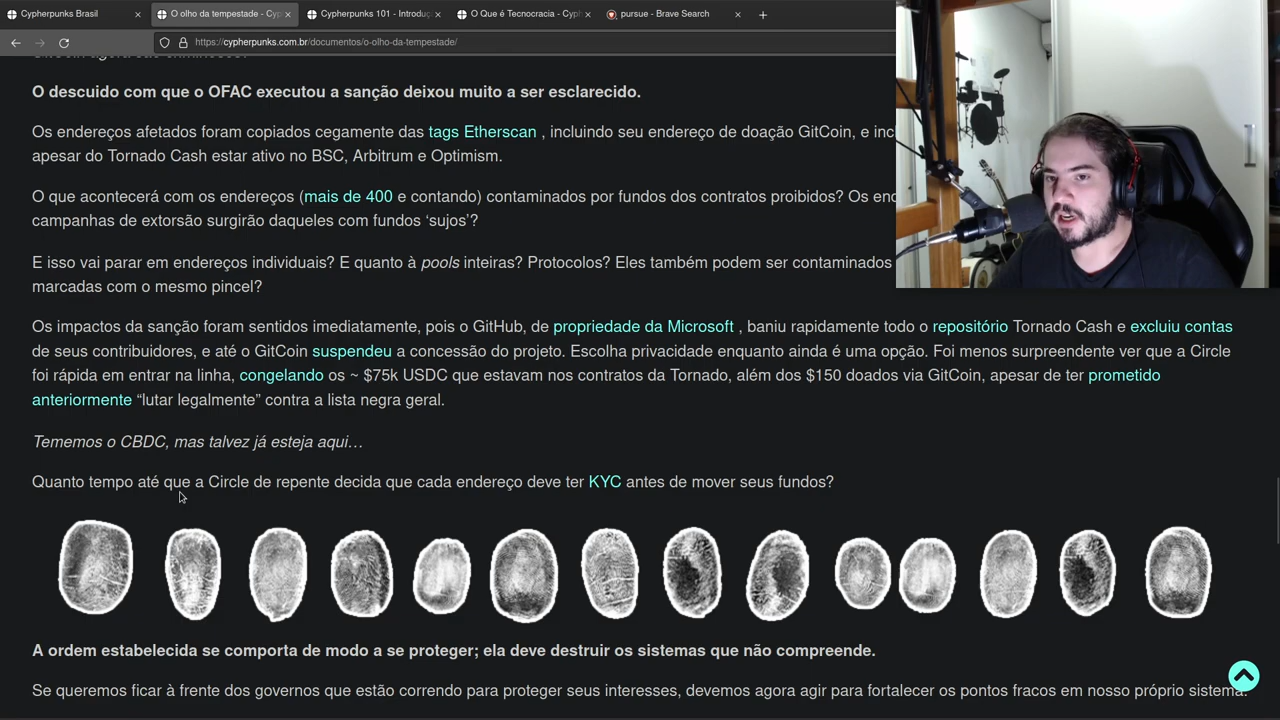 Cypherpunks Brasil
O olho da tempestade - Cyp
Cypherpunks 101 - Introduç
O Que é Tecnocracia - Cyph
pursue - Brave Search
https://cypherpunks.com.br/documentos/o-olho-da-tempestade/
O descuido com que o OFAC executou a sanção deixou muito a ser esclarecido.
Os endereços afetados foram copiados cegamente das tags Etherscan , incluindo seu endereço de doação GitCoin, e inc
apesar do Tornado Cash estar ativo no BSC, Arbitrum e Optimism.
O que acontecerá com os endereços (mais de 400 e contando) contaminados por fundos dos contratos proibidos? Os en
campanhas de extorsão surgirão daqueles com fundos ‘sujos’?
E isso vai parar em endereços individuais? E quanto à pools inteiras? Protocolos? Eles também podem ser contaminados
marcadas com o mesmo pincel?
Os impactos da sanção foram sentidos imediatamente, pois o GitHub, de propriedade da Microsoft , baniu rapidamente todo o repositório Tornado Cash e excluiu contas
de seus contribuidores, e até o GitCoin suspendeu a concessão do projeto. Escolha privacidade enquanto ainda é uma opção. Foi menos surpreendente ver que a Circle
foi rápida em entrar na linha, congelando os ~ $75k USDC que estavam nos contratos da Tornado, além dos $150 doados via GitCoin, apesar de ter prometido
anteriormente “lutar legalmente” contra a lista negra geral.
Tememos o CBDC, mas talvez já esteja aqui…
Quanto tempo até que a Circle de repente decida que cada endereço deve ter KYC antes de mover seus fundos?
A ordem estabelecida se comporta de modo a se proteger; ela deve destruir os sistemas que não compreende.
Se queremos ficar à frente dos governos que estão correndo para proteger seus interesses, devemos agora agir para fortalecer os pontos fracos em nosso próprio sistema.